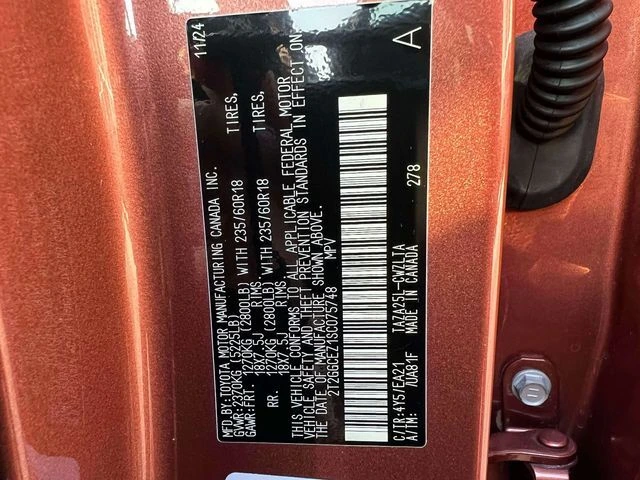 MFD.BY:TOYOTA MOTOR MANUFACTURING CANADA INC. 11/24
GVWR:2370KG (5225LB)
GAWR:FRT. 1270KG (2800LB) WITH 235/60R18 TIRES,
18X7.5J RIMS
RR. 1270KG (2800LB) WITH 235/60R18 TIRES,
18X7.5J RIMS
THIS VEHICLE CONFORMS TO ALL APPLICABLE FEDERAL MOTOR
VEHICLE SAFETY AND THEFT PREVENTION STANDARDS IN EFFECT ON
THE DATE OF MANUFACTURE SHOWN ABOVE.
2T2GGCEZ1SC075748 MPV
C/TR:4Y5/EA21 TAZA25L-CWZLTA 278 A
A/TM: /UA81F MADE IN CANADA